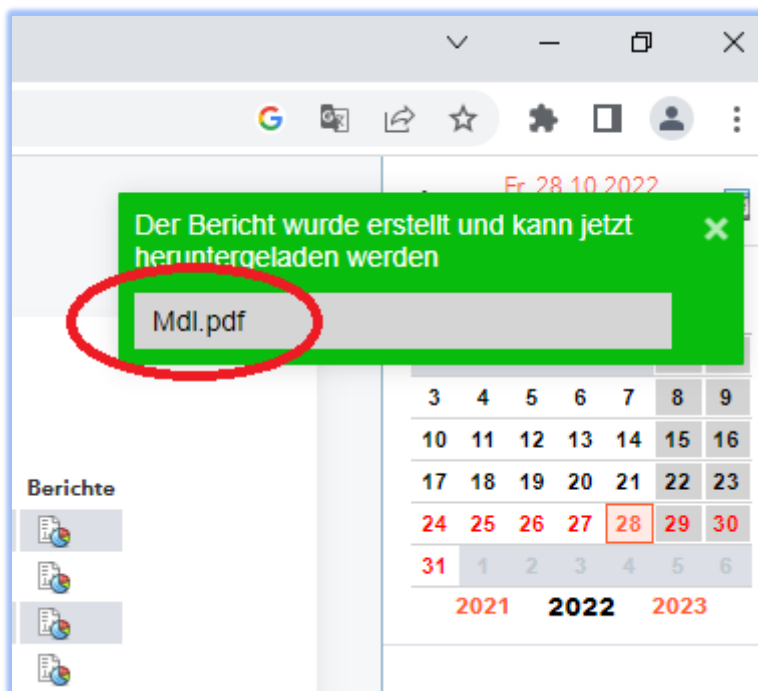 Fr. 28.10.2022
Der Bericht wurde erstellt und kann jetzt
heruntergeladen werden
Mdl.pdf
3 4 5 6 7 8 9
10 11 12 13 14 15 16
Berichte
17 18 19 20 21 22 23
24 25 26 27 28 29 30
31 1 2 3 4 5 6
2021 2022 2023